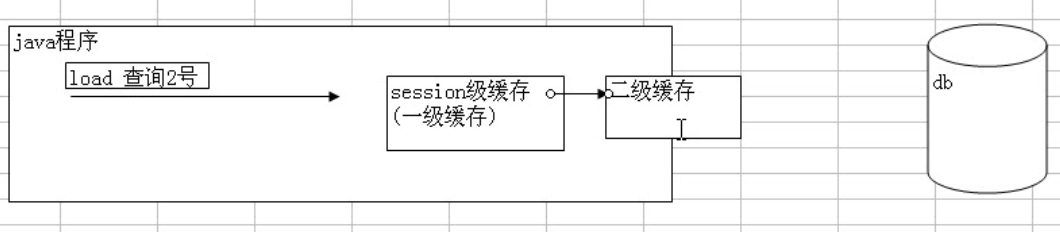 java程序
load 查询2号
session级缓存
(一级缓存)
二级缓存
db